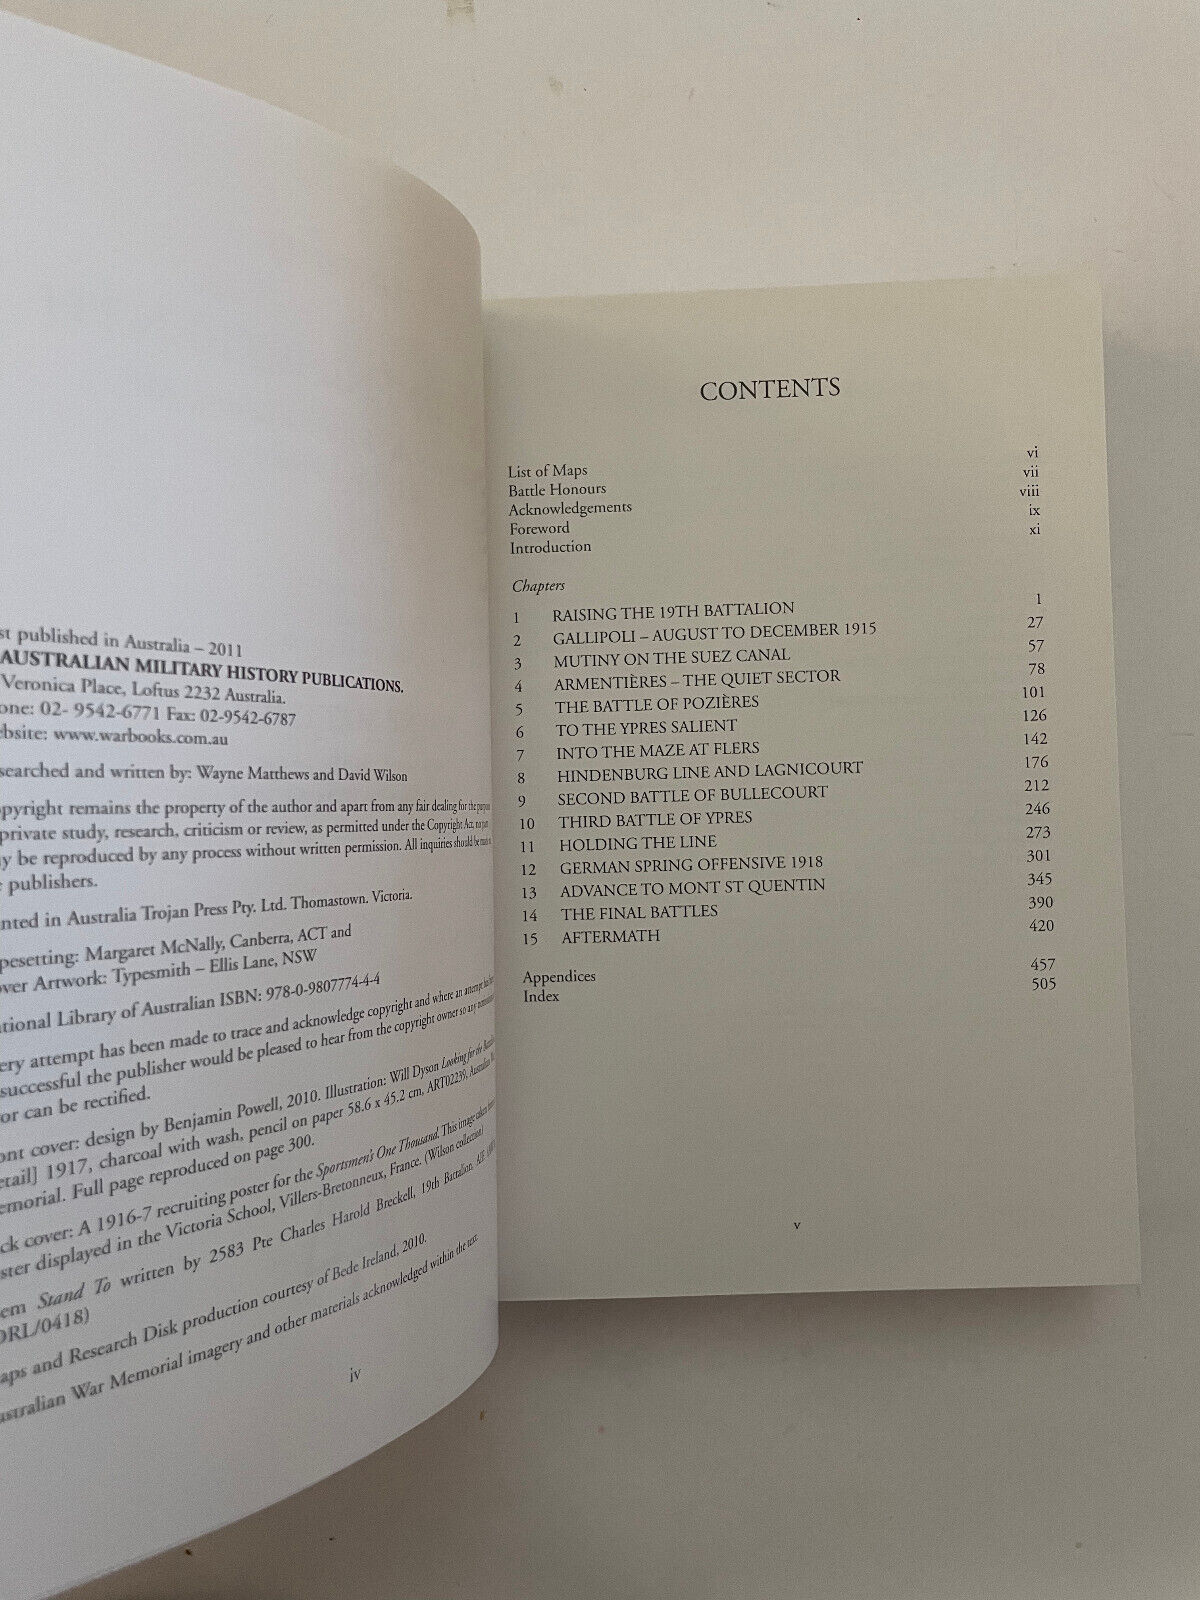 st published in Australia – 2011
AUSTRALIAN MILITARY HISTORY PUBLICATIONS.
Veronica Place, Loftus 2232 Australia.
one: 02- 9542-6771 Fax: 02-9542-6787
bsite: www.warbooks.com.au
searched and written by: Wayne Matthews and David Wilson
pyright remains the property of the author and apart from any fair dealing for the purpose
private study, research, criticism or review, as permitted under the Copyright Act, no part
y be reproduced by any process without written permission. All inquiries should be made to
publishers.
nted in Australia Trojan Press Pty. Ltd. Thomastown. Victoria.
pesetting: Margaret McNally, Canberra, ACT and
ver Artwork: Typesmith – Ellis Lane, NSW
tional Library of Australian ISBN: 978-0-9807774-4-4
ery attempt has been made to trace and acknowledge copyright and where an attempt has
successful the publisher would be pleased to hear from the copyright owner so any
or can be rectified.
ont cover: design by Benjamin Powell, 2010. Illustration: Will Dyson Looking for the
etail] 1917, charcoal with wash, pencil on paper 58.6 x 45.2 cm, ART02239, Australian
emorial. Full page reproduced on page 300.
ck cover: A 1916-7 recruiting poster for the Sportsmen's One Thousand. This image taken
ster displayed in the Victoria School, Villers-Bretonneux, France. (Wilson collection)
em Stand To written by 2583 Pte Charles Harold Breckell, 19th Battalion, AIF.
DRL/0418)
aps and Research Disk production courtesy of Bede Ireland, 2010.
ustralian War Memorial imagery and other materials acknowledged within the text.
iv
CONTENTS
List of Maps vi
Battle Honours vii
Acknowledgements viii
Foreword ix
Introduction xi
Chapters
1 RAISING THE 19TH BATTALION 1
2 GALLIPOLI – AUGUST TO DECEMBER 1915 27
3 MUTINY ON THE SUEZ CANAL 57
4 ARMENTIÈRES – THE QUIET SECTOR 78
5 THE BATTLE OF POZIÈRES 101
6 TO THE YPRES SALIENT 126
7 INTO THE MAZE AT FLERS 142
8 HINDENBURG LINE AND LAGNICOURT 176
9 SECOND BATTLE OF BULLECOURT 212
10 THIRD BATTLE OF YPRES 246
11 HOLDING THE LINE 273
12 GERMAN SPRING OFFENSIVE 1918 301
13 ADVANCE TO MONT ST QUENTIN 345
14 THE FINAL BATTLES 390
15 AFTERMATH 420
Appendices 457
Index 505
v